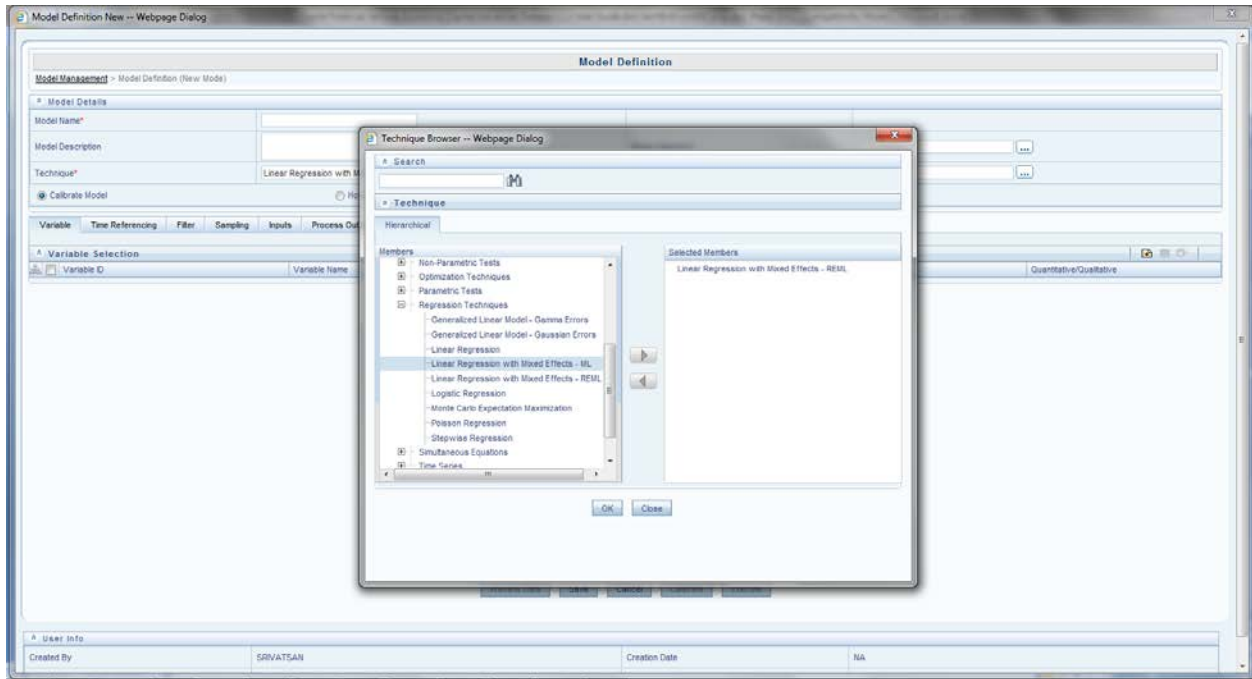 Model Definition New -- Webpage Dialog
Model Definition
Model Management > Model Definition (New Mode)
Model Details
Model Name*
Model Description
Technique*
Linear Regression with M
Calibrate Model
Variable
Time Referencing
Filter
Sampling
Inputs
Process Out
Variable Selection
Variable ID
Variable Name
Quantitative/Qualitative
Technique Browser -- Webpage Dialog
Search
Technique
Hierarchical
Members
Non-Parametric Tests
Optimization Techniques
Parametric Tests
Regression Techniques
Generalized Linear Model - Gamma Errors
Generalized Linear Model - Gaussian Errors
Linear Regression
Linear Regression with Mixed Effects - ML
Linear Regression with Mixed Effects - REML
Logistic Regression
Monte Carlo Expectation Maximization
Poisson Regression
Stepwise Regression
Simultaneous Equations
Time Series
Selected Members
Linear Regression with Mixed Effects - REML
OK
Close
Save
Cancel
User Info
Created By
SRIVATSAN
Creation Date
NA